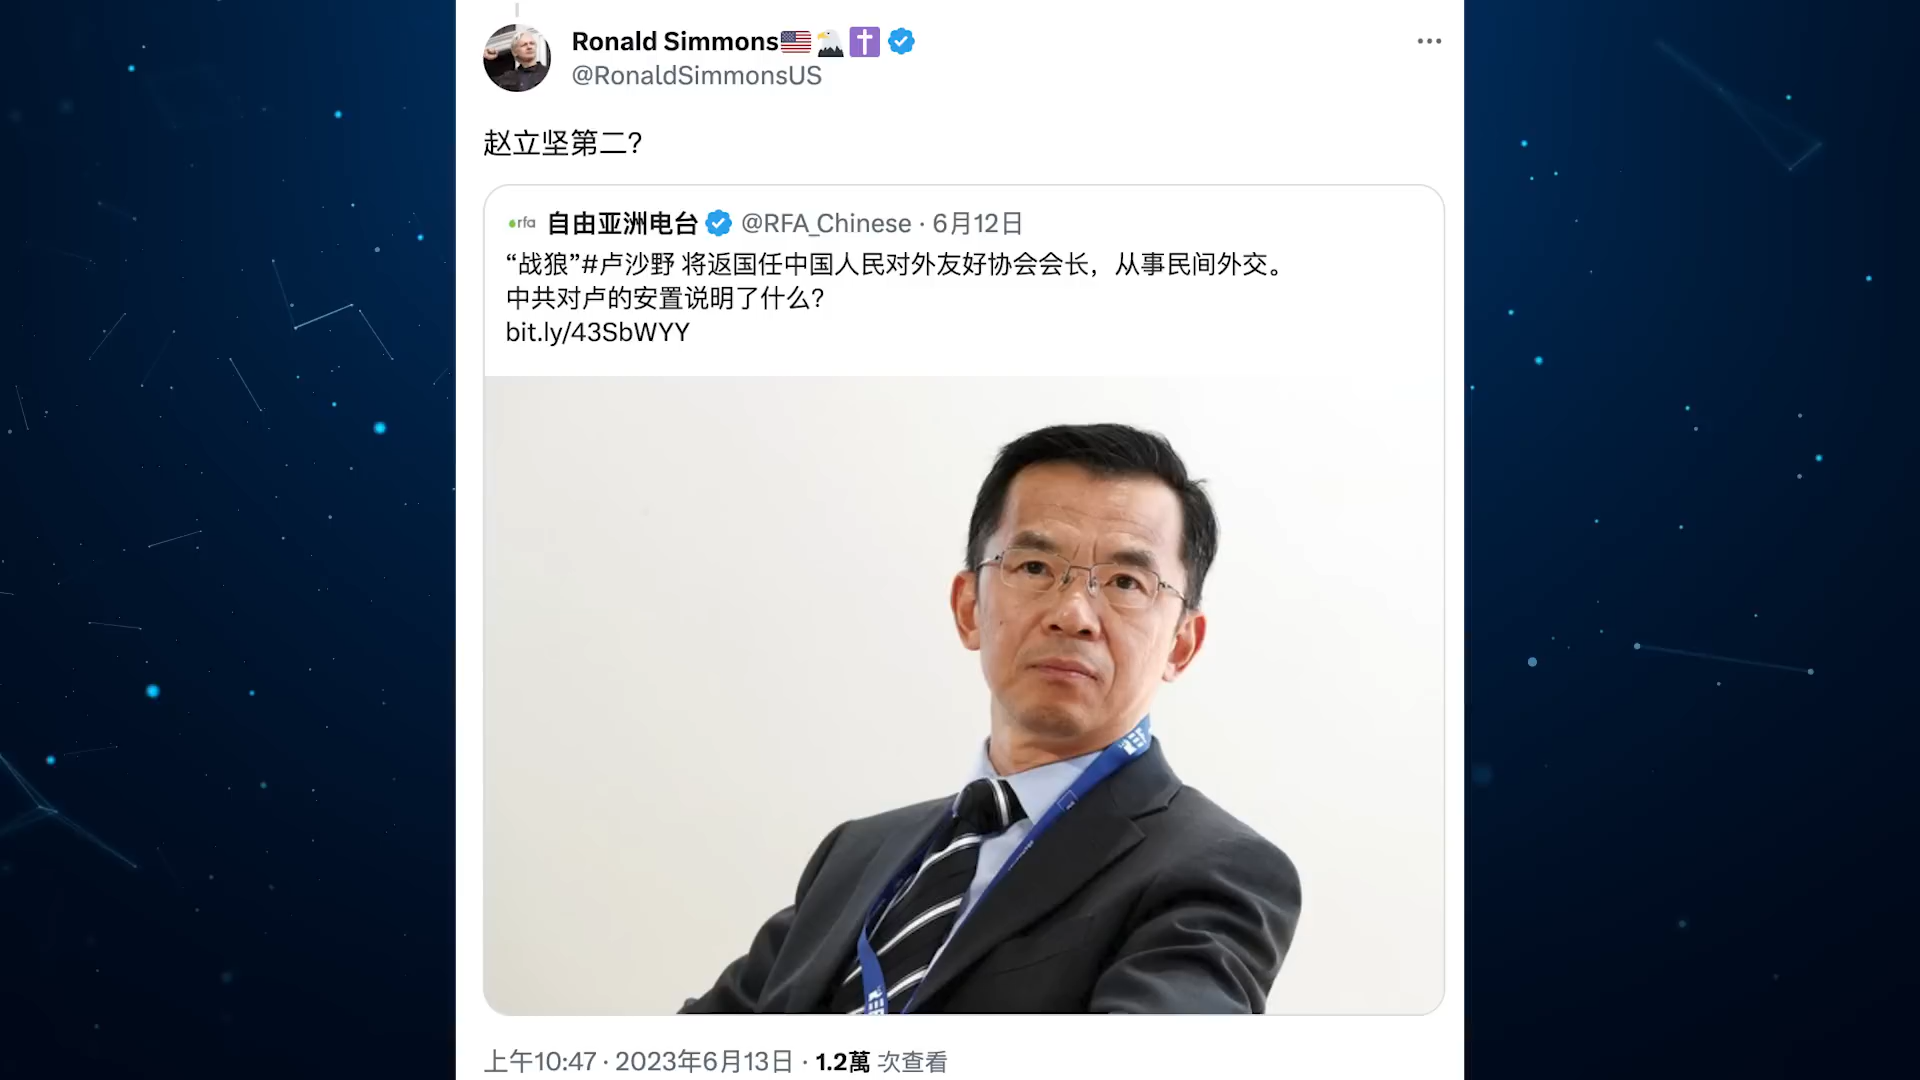 Ronald Simmons
@RonaldSimmonsUS
赵立坚第二?
rfa 自由亚洲电台 @RFA_Chinese · 6月12日
“战狼”#卢沙野 将返国任中国人民对外友好协会会长，从事民间外交。
中共对卢的安置说明了什么?
bit.ly/43SbWYY
上午10:47 · 2023年6月13日 · 1.2萬 次查看